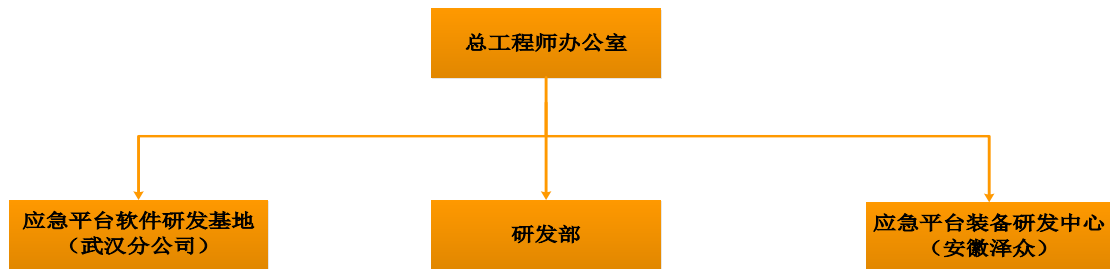 总工程师办公室
应急平台软件研发基地
（武汉分公司）
研发部
应急平台装备研发中心
（安徽泽众）